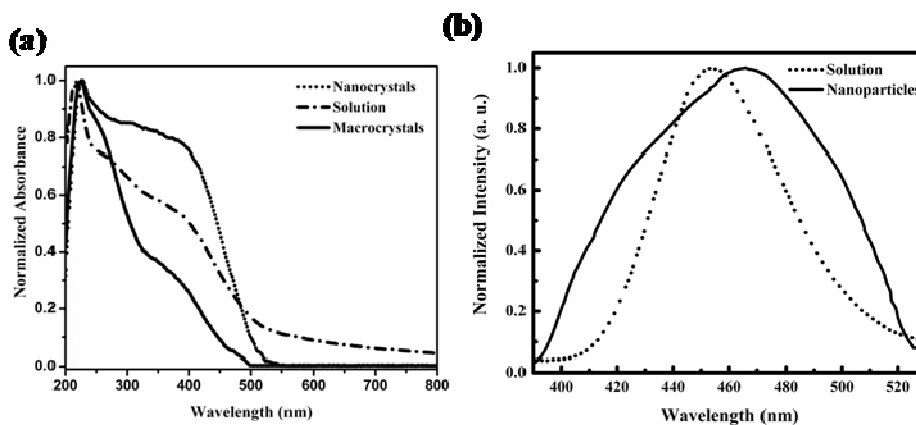 (a)
Nanocrystals
Solution
Macrocrystals
Normalized Absorbance
1.0
0.8
0.6
0.4
0.2
0.0
200 300 400 500 600 700 800
Wavelength (nm)
(b)
Solution
Nanoparticles
Normalized Intensity (a. u.)
1.0
0.8
0.6
0.4
0.2
0.0
400 420 440 460 480 500 520
Wavelength (nm)